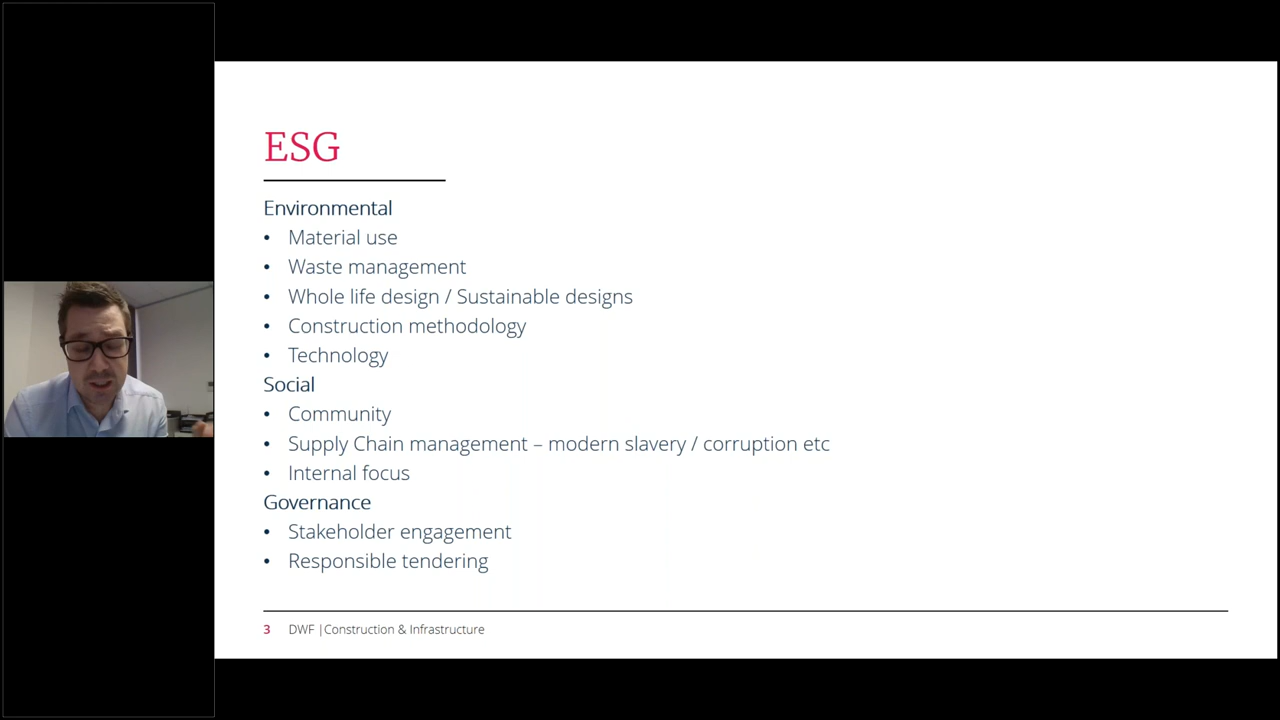 ESG
Environmental
• Material use
• Waste management
• Whole life design / Sustainable designs
• Construction methodology
• Technology
Social
• Community
• Supply Chain management – modern slavery / corruption etc
• Internal focus
Governance
• Stakeholder engagement
• Responsible tendering
3 DWF |Construction & Infrastructure